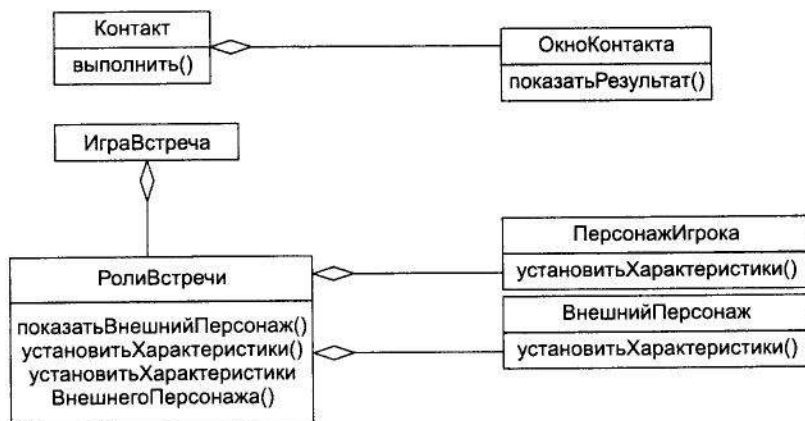 Контакт
выполнить()
ОкноКонтакта
показатьРезультат()
ИграВстреча
ПерсонажИгрока
установитьХарактеристики()
РолиВстречи
показатьВнешнийПерсонаж()
установитьХарактеристики()
установитьХарактеристики
ВнешнегоПерсонажа()
ВнешнийПерсонаж
установитьХарактеристики()